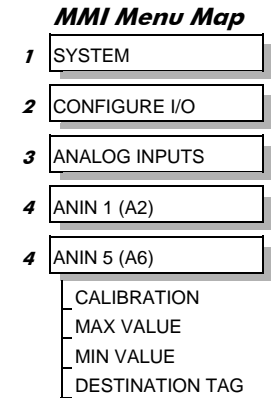 MMI Menu Map
1 SYSTEM
2 CONFIGURE I/O
3 ANALOG INPUTS
4 ANIN 1 (A2)
4 ANIN 5 (A6)
CALIBRATION
MAX VALUE
MIN VALUE
DESTINATION TAG